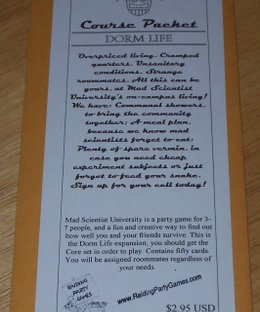 Course Packet
DORM LIFE
Overpriced living. Cramped
quarters. Unsanitary
conditions. Strange
roommates. All this can be
yours, at Mad Scientist
University's on-campus living!
We have: Communal showers,
to bring the community
together; A meal plan,
because we know mad
scientists forget to eat;
Plenty of spare vermin, in
case you need cheap
experiment subjects or just
forgot to feed your snake.
Sign up for your cell today!
Mad Scientist University is a party game for 3-
7 people, and a fun and creative way to find out
how well you and your friends survive. This is
the Dorm Life expansion; you should get the
Core set in order to play. Contains fifty cards.
You will be assigned roommates regardless of
your needs.
RAIDING
PARTY
GAMES
www.RaidingPartyGames.com
$2.95 USD